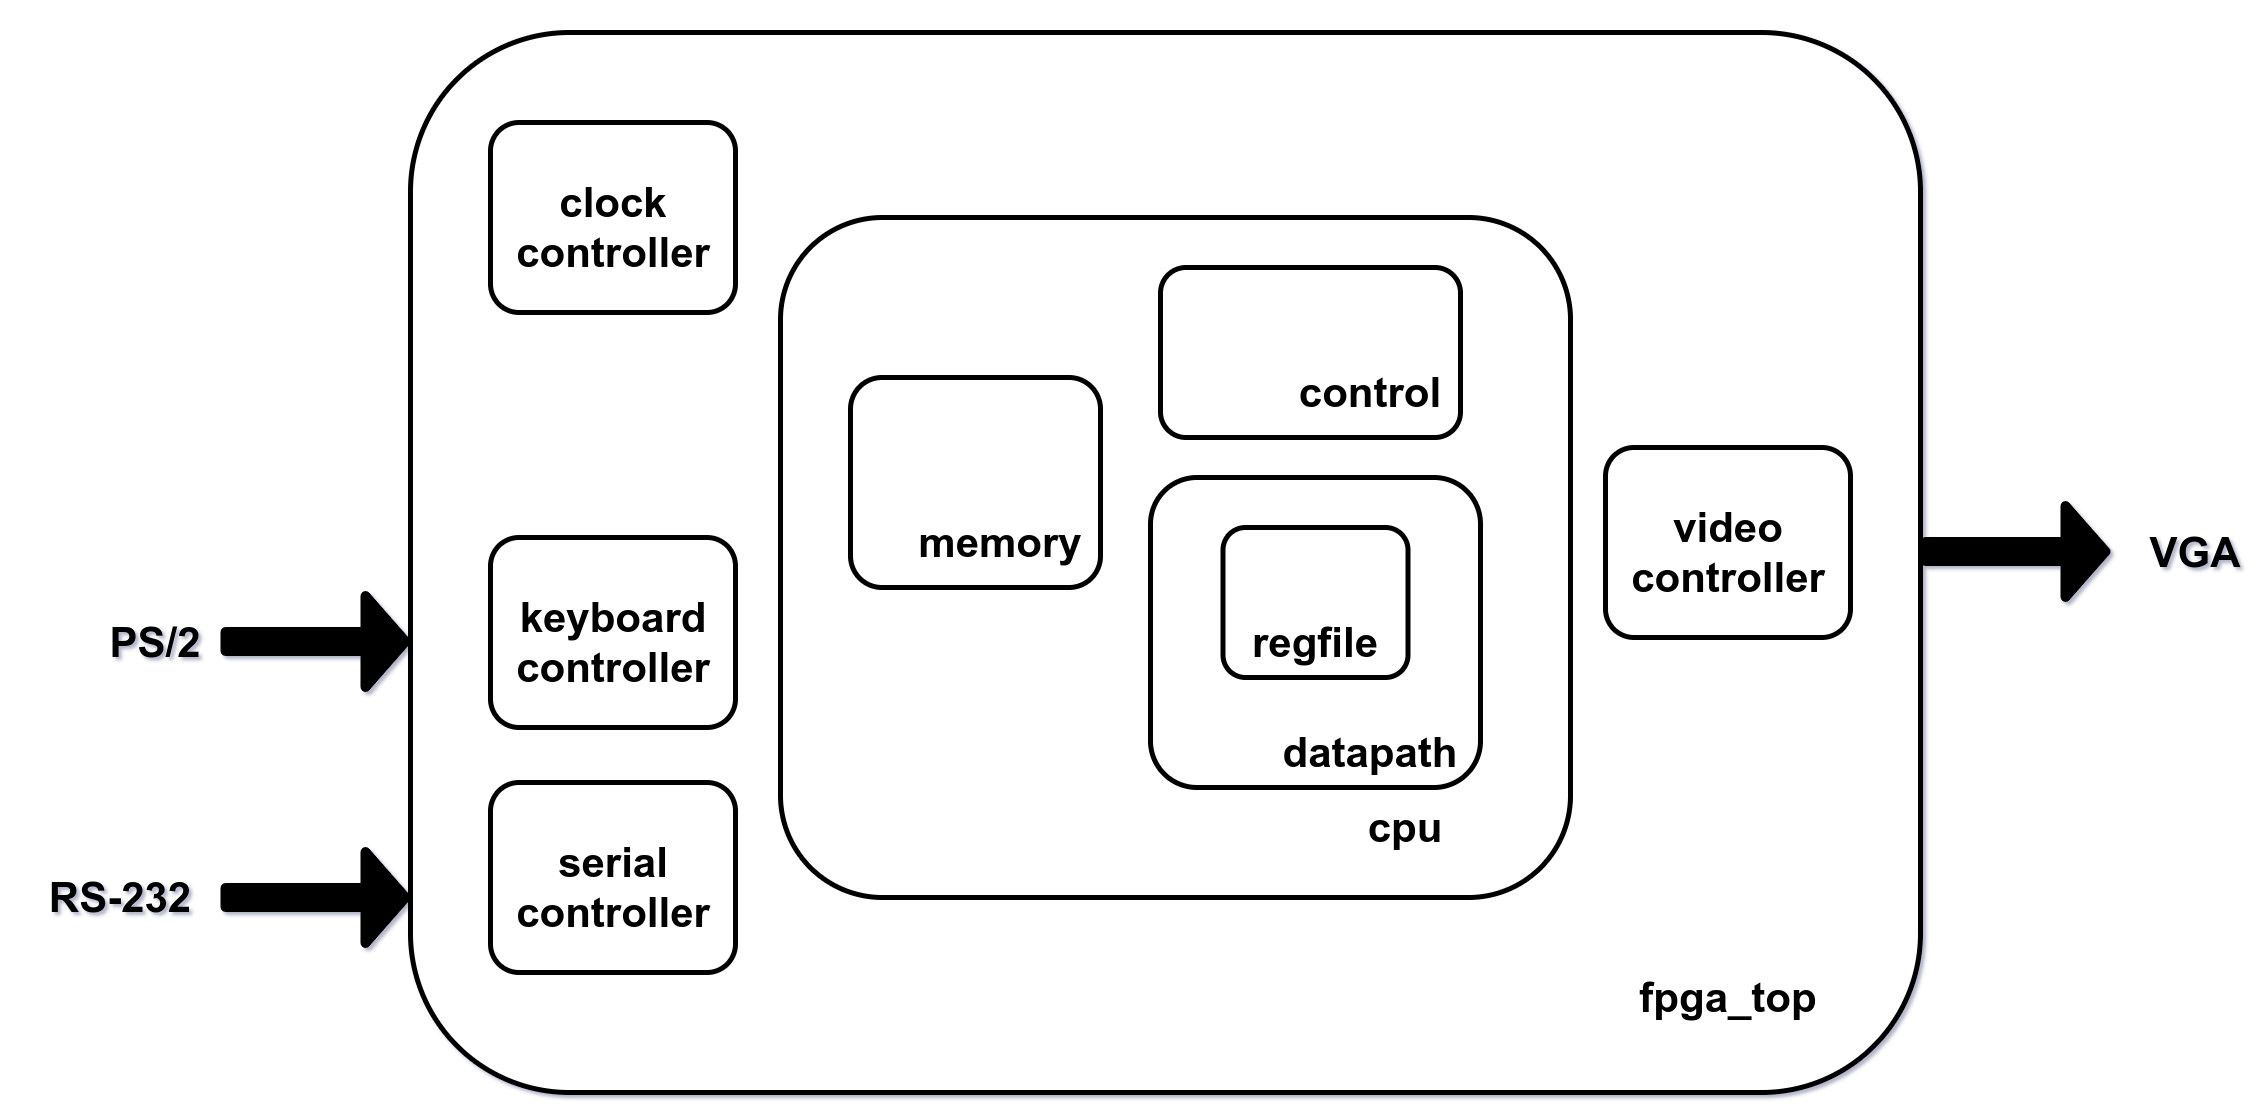 clock
controller
control
memory
video
controller
VGA
keyboard
controller
PS/2
regfile
datapath
cpu
serial
controller
RS-232
fpga_top